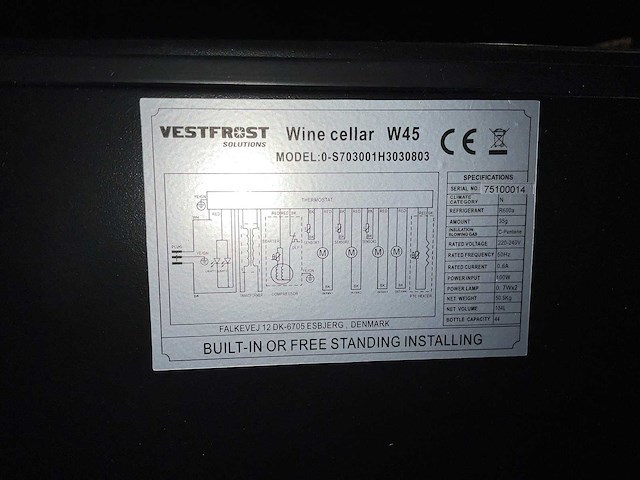 VESTFROST
SOLUTIONS
Wine cellar W45
CE
MODEL:0-S703001H3030803
THERMOSTAT
TRANSFORMER
COMPRESSOR
SPECIFICATIONS
SERIAL NO. 75100014
CLIMATE CATEGORY N
REFRIGERANT R600a
AMOUNT 35g
INSULATION BLOWING GAS C-Pentane
RATED VOLTAGE 220-240V
RATED FREQUENCY 50Hz
RATED CURRENT 0.6A
POWER INPUT 100W
POWER LAMP
NET WEIGHT
NET VOLUME
BOTTLE CAPACITY 44
FALKEVEJ 12 DK-6705 ESBJERG , DENMARK
BUILT-IN OR FREE STANDING INSTALLING